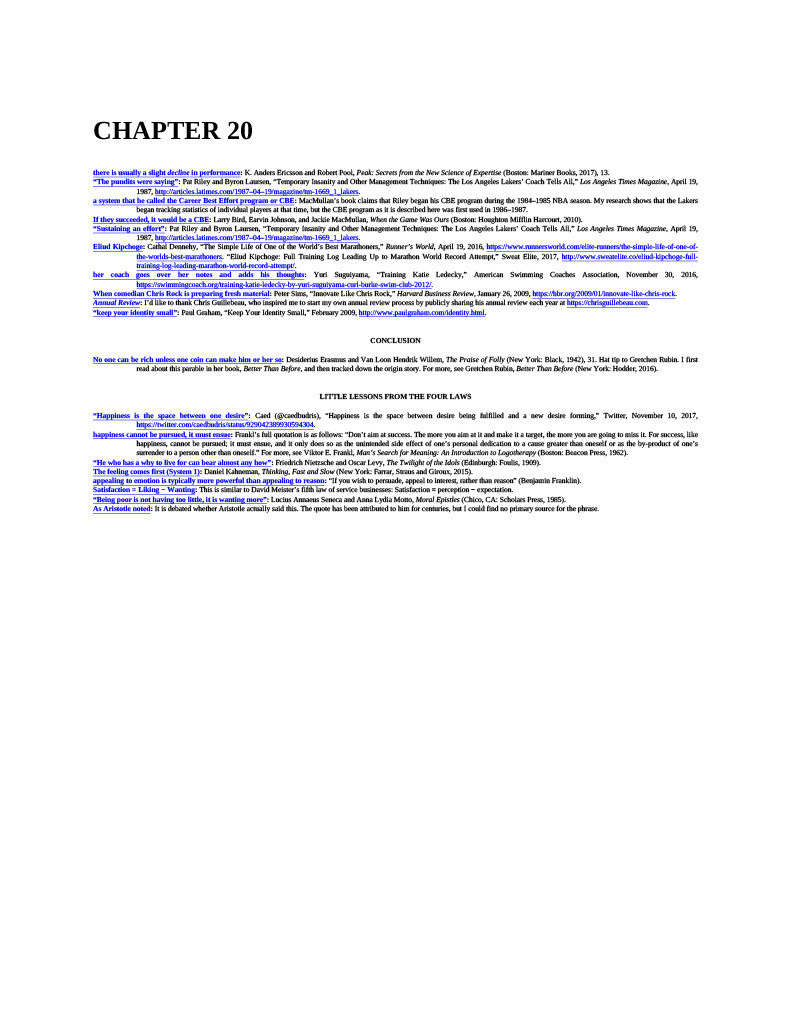 CHAPTER 20
there is usually a slight decline in performance: K. Anders Ericsson and Robert Pool, Peak: Secrets from the New Science of Expertise (Boston: Mariner Books, 2017), 13.
“The pundits were saying”: Pat Riley and Byron Laursen, “Temporary Insanity and Other Management Techniques: The Los Angeles Lakers’ Coach Tells All,” Los Angeles Times Magazine, April 19,
1987, http://articles.latimes.com/1987–04–19/magazine/tm-1669_1_lakers.
a system that he called the Career Best Effort program or CBE: MacMullan’s book claims that Riley began his CBE program during the 1984–1985 NBA season. My research shows that the Lakers
began tracking statistics of individual players at that time, but the CBE program as it is described here was first used in 1986–1987.
If they succeeded, it would be a CBE: Larry Bird, Earvin Johnson, and Jackie MacMullan, When the Game Was Ours (Boston: Houghton Mifflin Harcourt, 2010).
“Sustaining an effort”: Pat Riley and Byron Laursen, “Temporary Insanity and Other Management Techniques: The Los Angeles Lakers’ Coach Tells All,” Los Angeles Times Magazine, April 19,
1987, http://articles.latimes.com/1987–04–19/magazine/tm-1669_1_lakers.
Eliud Kipchoge: Cathal Dennehy, “The Simple Life of One of the World’s Best Marathoners,” Runner’s World, April 19, 2016, https://www.runnersworld.com/elite-runners/the-simple-life-of-one-of-
the-worlds-best-marathoners. “Eliud Kipchoge: Full Training Log Leading Up to Marathon World Record Attempt,” Sweat Elite, 2017, http://www.sweatelite.co/eliud-kipchoge-full-
training-log-leading-marathon-world-record-attempt/.
her coach goes over her notes and adds his thoughts: Yuri Suguiyama, “Training Katie Ledecky,” American Swimming Coaches Association, November 30, 2016,
https://swimmingcoach.org/training-katie-ledecky-by-yuri-suguiyama-curl-burke-swim-club-2012/.
When comedian Chris Rock is preparing fresh material: Peter Sims, “Innovate Like Chris Rock,” Harvard Business Review, January 26, 2009, https://hbr.org/2009/01/innovate-like-chris-rock.
Annual Review: I’d like to thank Chris Guillebeau, who inspired me to start my own annual review process by publicly sharing his annual review each year at https://chrisguillebeau.com.
“keep your identity small”: Paul Graham, “Keep Your Identity Small,” February 2009, http://www.paulgraham.com/identity.html.
CONCLUSION
No one can be rich unless one coin can make him or her so: Desiderius Erasmus and Van Loon Hendrik Willem, The Praise of Folly (New York: Black, 1942), 31. Hat tip to Gretchen Rubin. I first
read about this parable in her book, Better Than Before, and then tracked down the origin story. For more, see Gretchen Rubin, Better Than Before (New York: Hodder, 2016).
LITTLE LESSONS FROM THE FOUR LAWS
“Happiness is the space between one desire”: Caed (@caedbudris), “Happiness is the space between desire being fulfilled and a new desire forming,” Twitter, November 10, 2017,
https://twitter.com/caedbudris/status/929042389930594304.
happiness cannot be pursued, it must ensue: Frankl’s full quotation is as follows: “Don’t aim at success. The more you aim at it and make it a target, the more you are going to miss it. For success, like
happiness, cannot be pursued; it must ensue, and it only does so as the unintended side effect of one’s personal dedication to a cause greater than oneself or as the by-product of one’s
surrender to a person other than oneself.” For more, see Viktor E. Frankl, Man’s Search for Meaning: An Introduction to Logotherapy (Boston: Beacon Press, 1962).
“He who has a why to live for can bear almost any how”: Friedrich Nietzsche and Oscar Levy, The Twilight of the Idols (Edinburgh: Foulis, 1909).
The feeling comes first (System 1): Daniel Kahneman, Thinking, Fast and Slow (New York: Farrar, Straus and Giroux, 2015).
appealing to emotion is typically more powerful than appealing to reason: “If you wish to persuade, appeal to interest, rather than reason” (Benjamin Franklin).
Satisfaction = Liking – Wanting: This is similar to David Meister’s fifth law of service businesses: Satisfaction = perception – expectation.
“Being poor is not having too little, it is wanting more”: Lucius Annaeus Seneca and Anna Lydia Motto, Moral Epistles (Chico, CA: Scholars Press, 1985).
As Aristotle noted: It is debated whether Aristotle actually said this. The quote has been attributed to him for centuries, but I could find no primary source for the phrase.